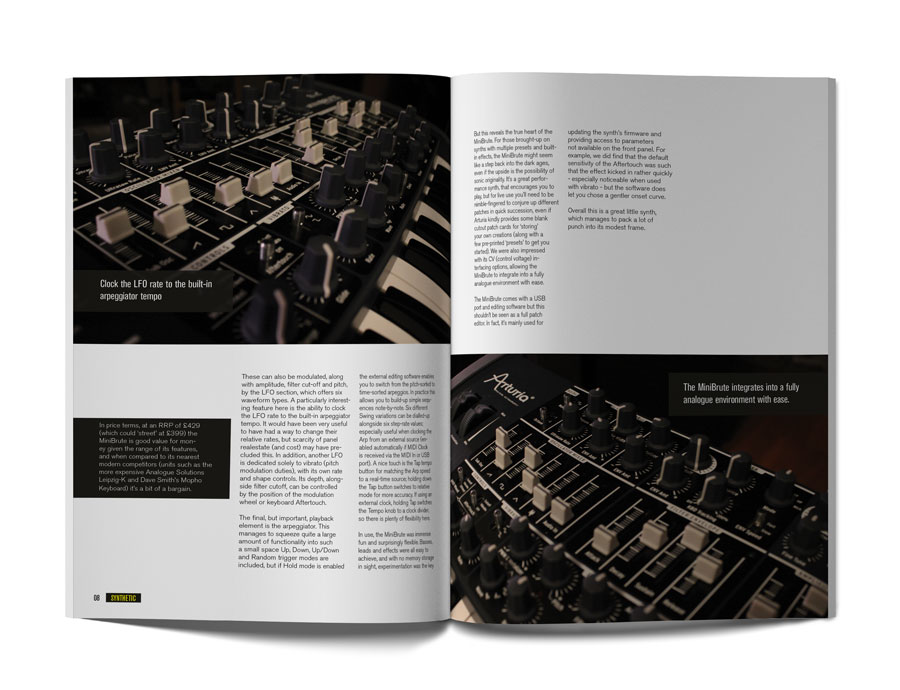 Clock the LFO rate to the built-in
arpeggiator tempo
In price terms, at an RRP of £429
(which could 'street' at £399) the
MiniBrute is good value for mon-
ey given the range of its features,
and when compared to its nearest
modern competitors (units such as the
more expensive Analogue Solutions
Leipzig-K and Dave Smith's Mopho
Keyboard) it's a bit of a bargain.
These can also be modulated, along
with amplitude, filter cut-off and pitch,
by the LFO section, which offers six
waveform types. A particularly interest-
ing feature here is the ability to clock
the LFO rate to the built-in arpeggiator
tempo. It would have been very useful
to have had a way to change their
relative rates, but scarcity of panel
realestate (and cost) may have pre-
cluded this. In addition, another LFO
is dedicated solely to vibrato (pitch
modulation duties), with its own rate
and shape controls. Its depth, along-
side filter cutoff, can be controlled
by the position of the modulation
wheel or keyboard Aftertouch.
The final, but important, playback
element is the arpeggiator. This
manages to squeeze quite a large
amount of functionality into such
a small space Up, Down, Up/Down
and Random trigger modes are
included, but if Hold mode is enabled
the external editing software enables
you to switch from the pitch-sorted to
time-sorted arpeggios. In practice this
allows you to build-up simple seq-
ences note-by-note. Six different
Swing variations can be dialled-up
alongside six step-rate values;
especially useful when clocking the
Arp from an external source (en-
abled automatically if MIDI Clock
is received via the MIDI In or USB
port). A nice touch is the Tap tempo
button for matching the Arp speed
to a real-time source; holding down
the Tap button switches to relative
mode for more accuracy. If using an
external clock, holding Tap switches
the Tempo knob to a clock divider,
so there is plenty of flexibility here.
In use, the MiniBrute was immense
fun and surprisingly flexible. Basses,
leads and effects were all easy to
achieve, and with no memory storage
in sight, experimentation was the key.
08 SYNTHETIC
But this reveals the true heart of the
MiniBrute. For those brought-up on
synths with multiple presets and built-
in effects, the MiniBrute might seem
like a step back into the dark ages,
even if the upside is the possibility of
sonic originality. It's a great perfor-
mance synth, that encourages you to
play, but for live use you'll need to be
nimble-fingered to conjure up different
patches in quick succession, even if
Arturia kindly provides some blank
cutout patch cards for 'storing'
your own creations (along with a
few pre-printed 'presets' to get you
started). We were also impressed
with its CV (control voltage) in-
terfacing options, allowing the
MiniBrute to integrate into a fully
analogue environment with ease.
The MiniBrute comes with a USB
port and editing software but this
shouldn't be seen as a full patch
editor. In fact, it's mainly used for
updating the synth's firmware and
providing access to parameters
not available on the front panel. For
example, we did find that the default
sensitivity of the Aftertouch was such
that the effect kicked in rather quickly
- especially noticeable when used
with vibrato - but the software does
let you chose a gentler onset curve.
Overall this is a great little synth,
which manages to pack a lot of
punch into its modest frame.
Arturia
The MiniBrute integrates into a fully
analogue environment with ease.